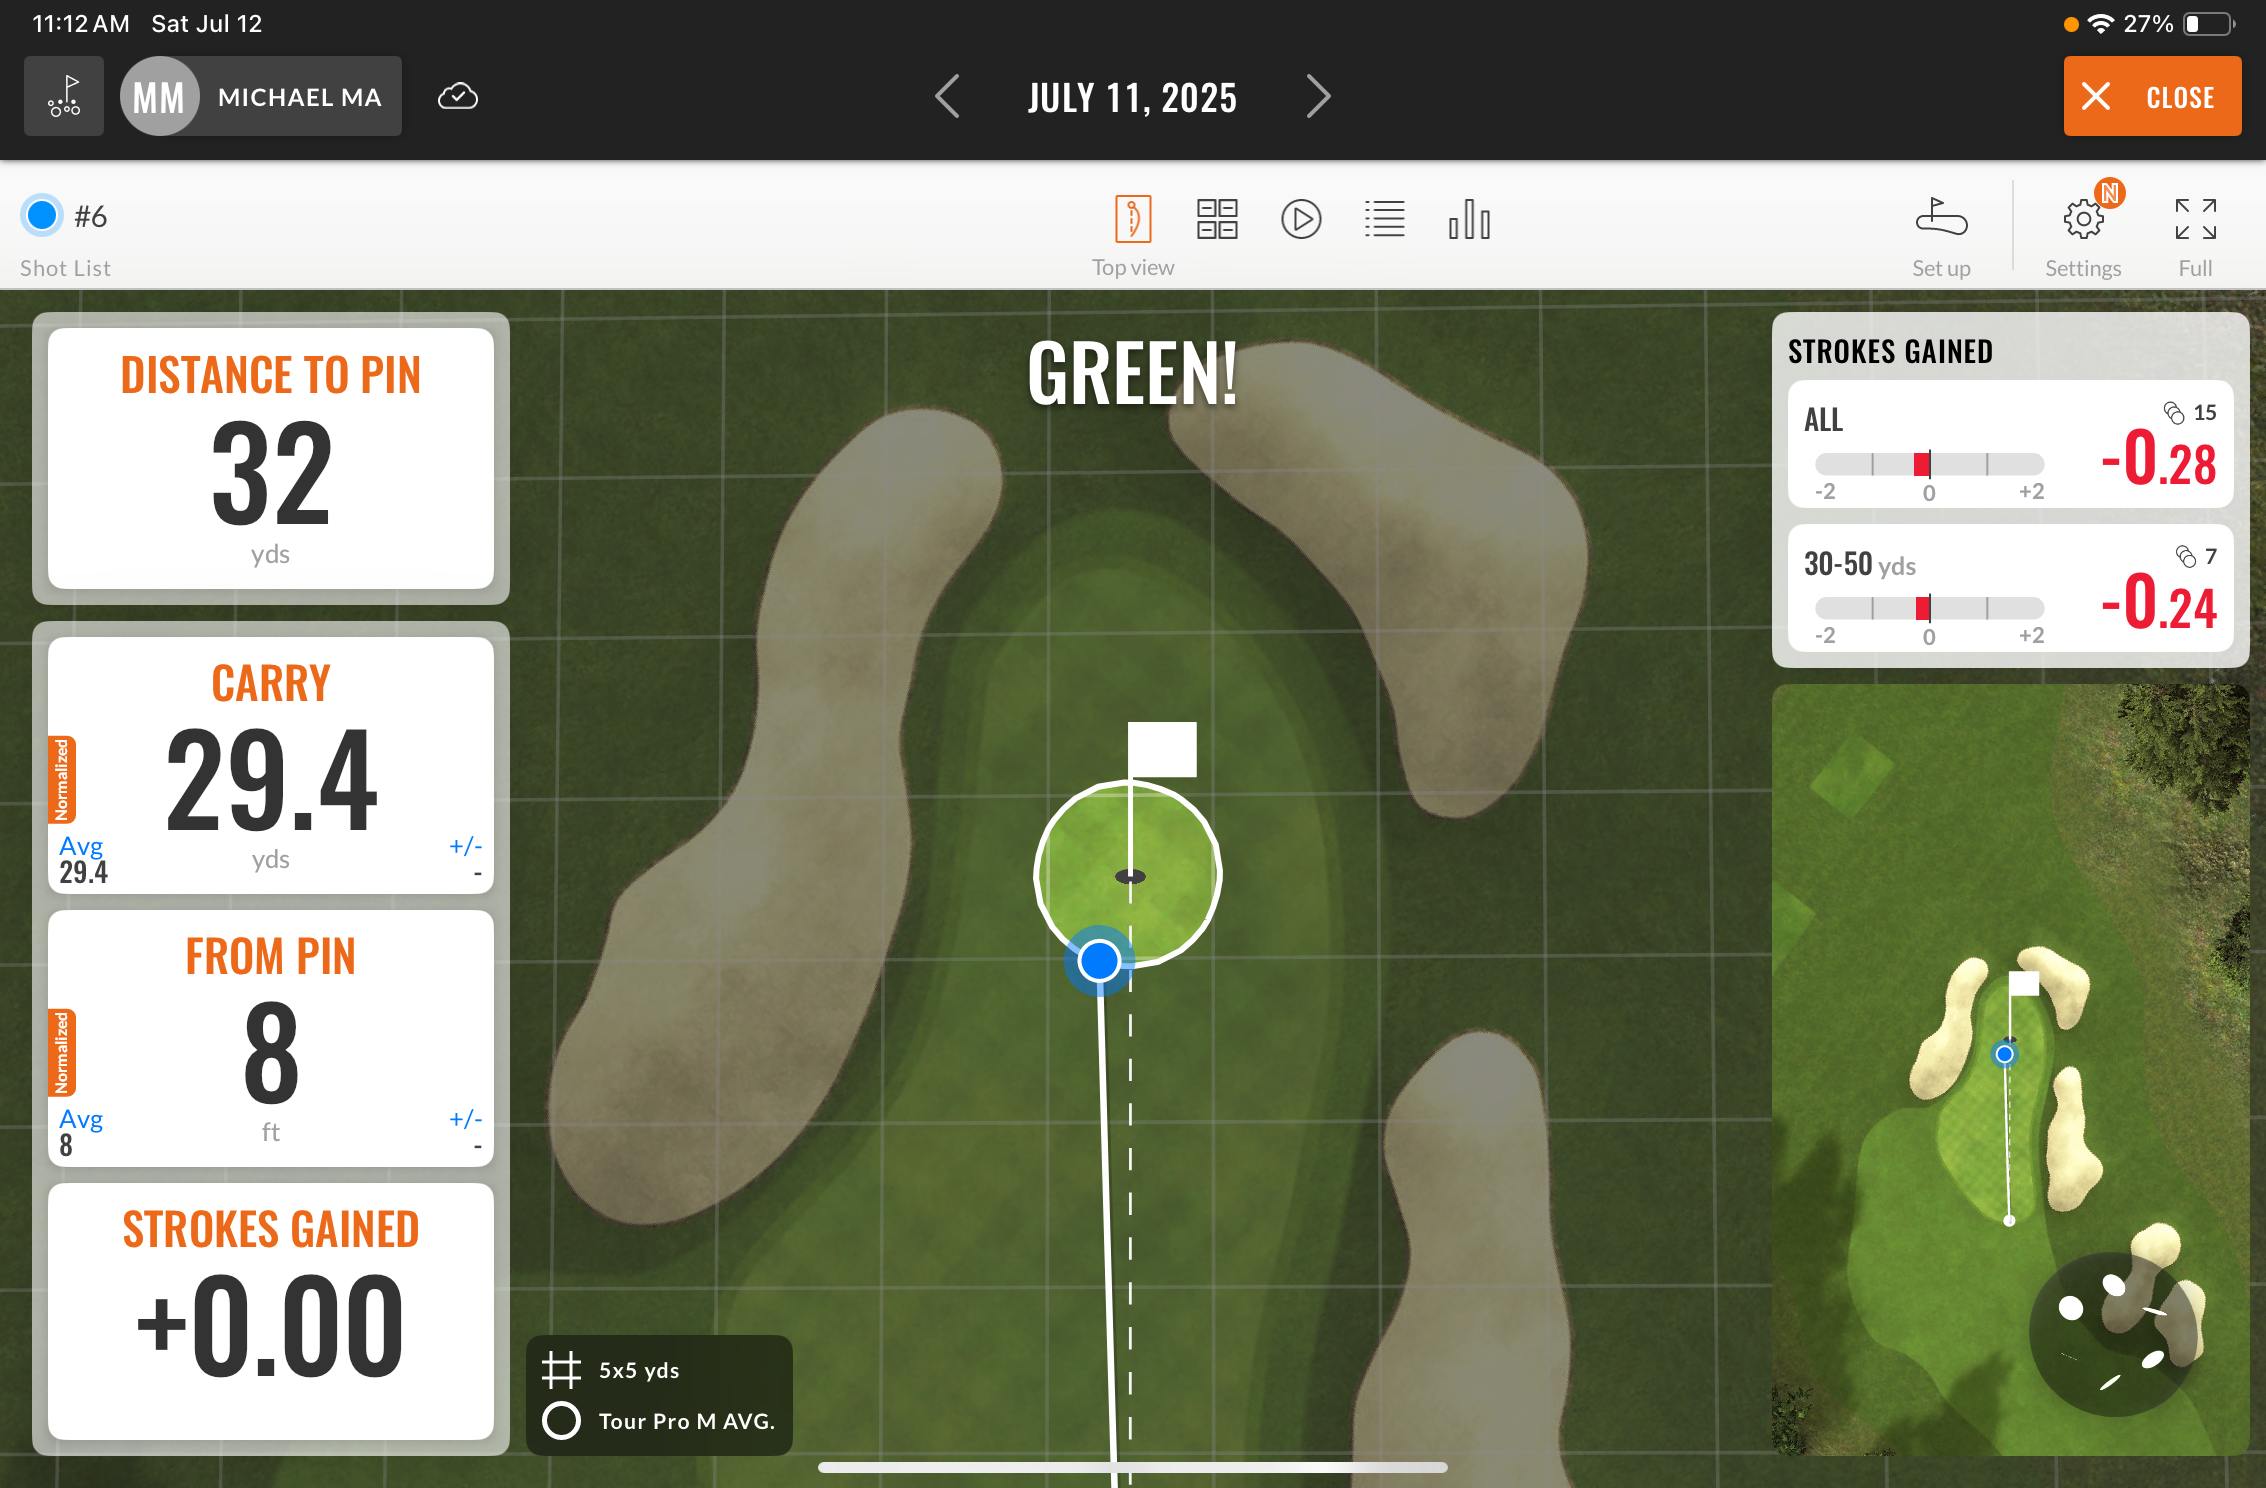 11:12 AM Sat Jul 12
27%
MM MICHAEL MA
JULY 11, 2025
CLOSE
#6
Shot List
Top view
Set up
N
Settings
Full
GREEN!
DISTANCE TO PIN
32
yds
CARRY
Normalized
29.4
yds
Avg
29.4
+/-
-
FROM PIN
Normalized
8
ft
Avg
8
+/-
-
STROKES GAINED
+0.00
5x5 yds
Tour Pro M AVG.
STROKES GAINED
ALL
15
-0.28
-2 0 +2
30-50 yds
7
-0.24
-2 0 +2